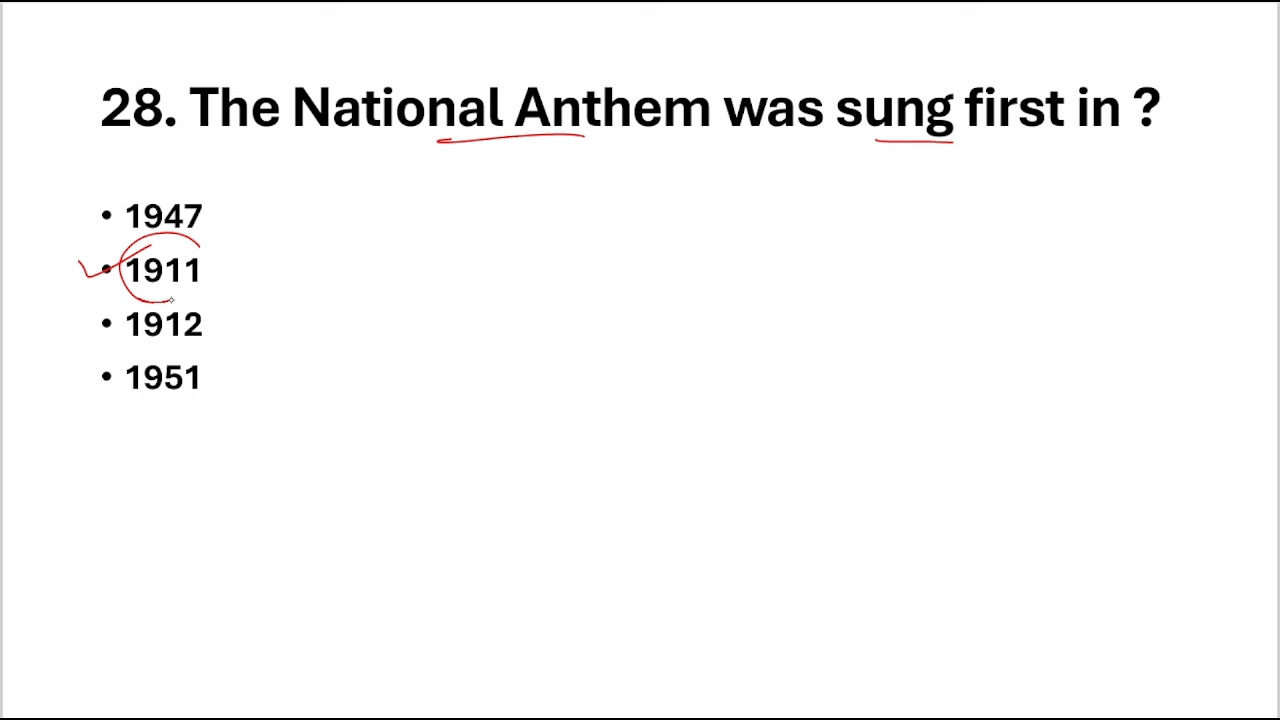 28. The National Anthem was sung first in ?
• 1947
• 1911
• 1912
• 1951